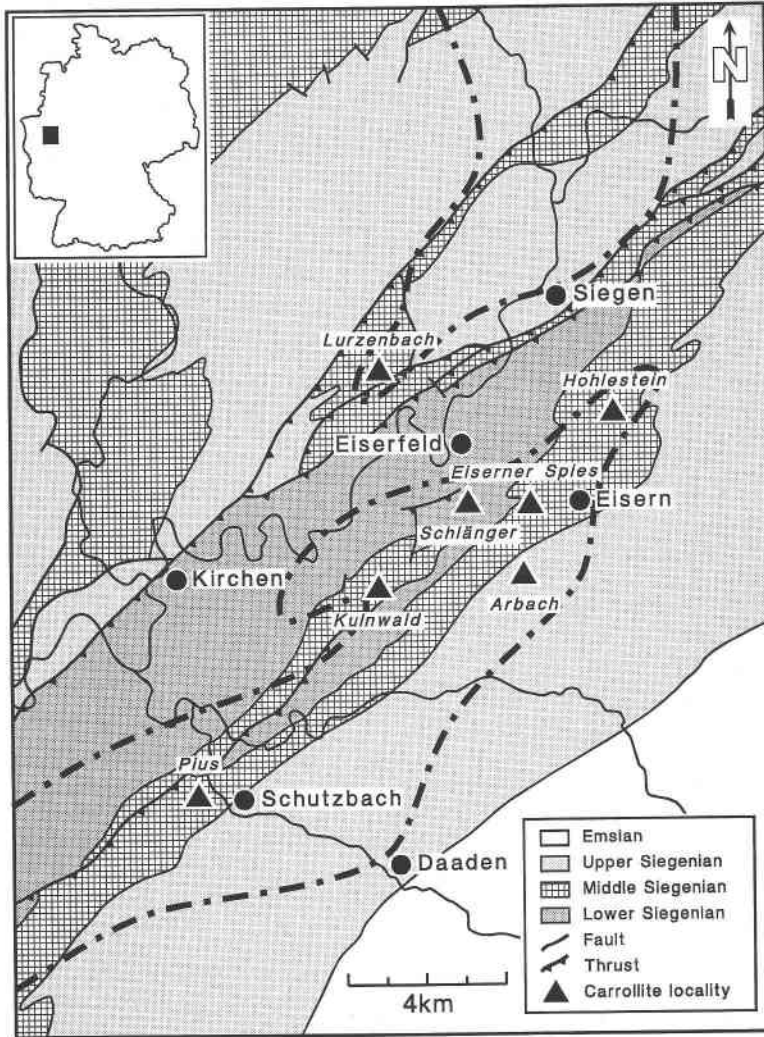 N
Siegen
Lurzenbach
Hohlestein
Eiserfeld
Eiserner Spies
Eisern
Schlänger
Kirchen
Kulnwald
Arbach
Pius
Schutzbach
Daaden
Emsian
Upper Siegenian
Middle Siegenian
Lower Siegenian
Fault
Thrust
Carrollite locality
4km